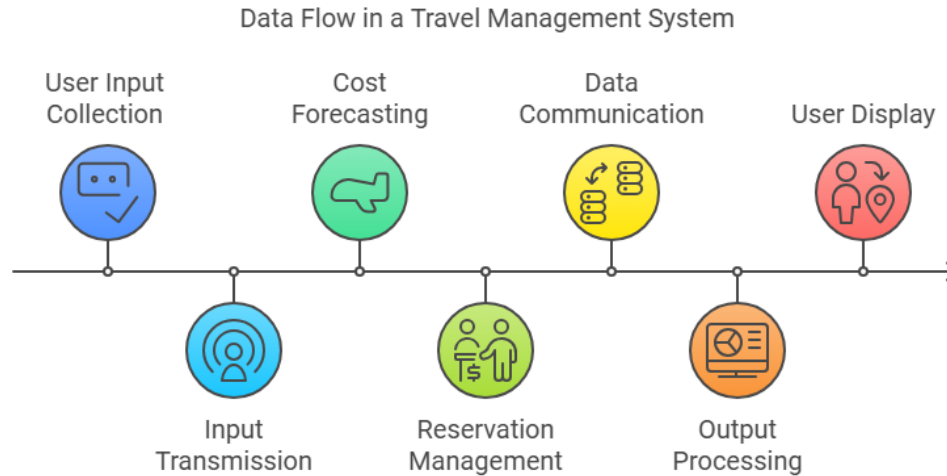 Data Flow in a Travel Management System
User Input
Collection
Cost
Forecasting
Data
Communication
User Display
$
Input
Transmission
Reservation
Management
Output
Processing